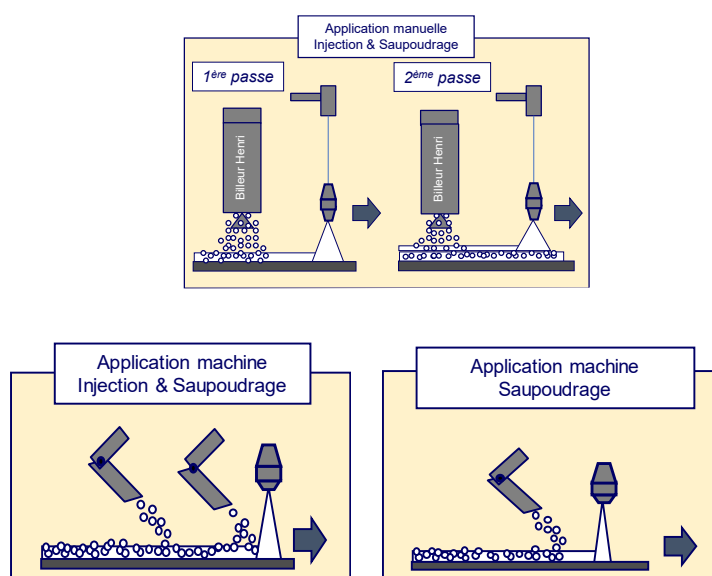 Application manuelle
Injection & Saupoudrage
1ère passe
2ème passe
Billeur Henri
Billeur Henri
Application machine
Injection & Saupoudrage
Application machine
Saupoudrage